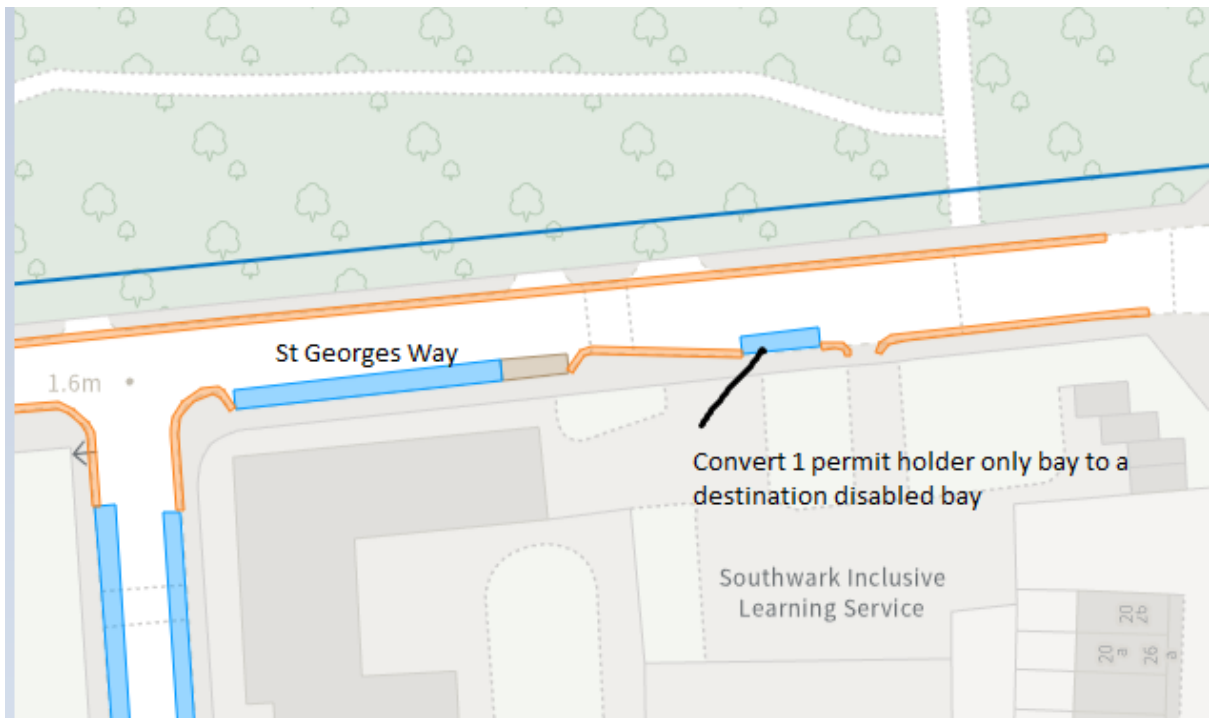 St Georges Way
1.6m
Convert 1 permit holder only bay to a
destination disabled bay
Southwark Inclusive
Learning Service
20
2b
20
a
26
a